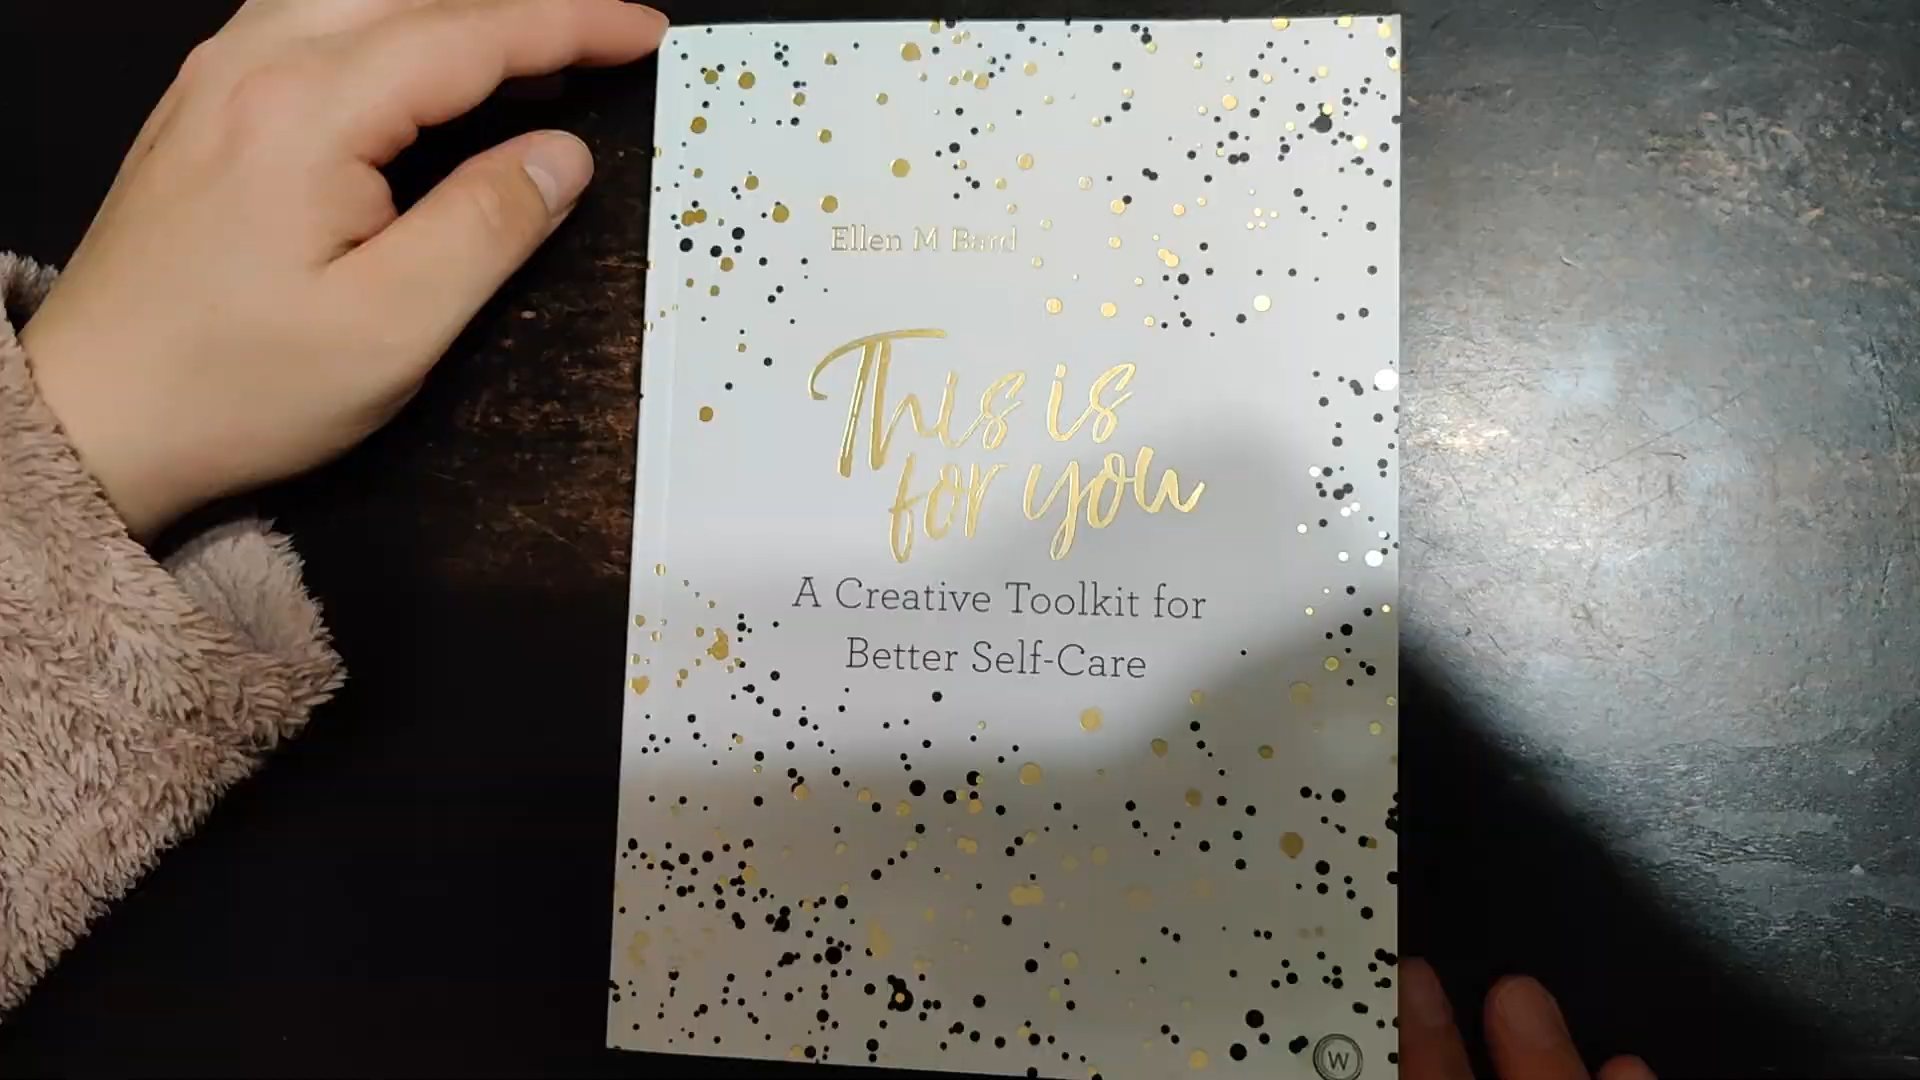 Ellen M Bard
This is
for you
A Creative Toolkit for
Better Self-Care
W